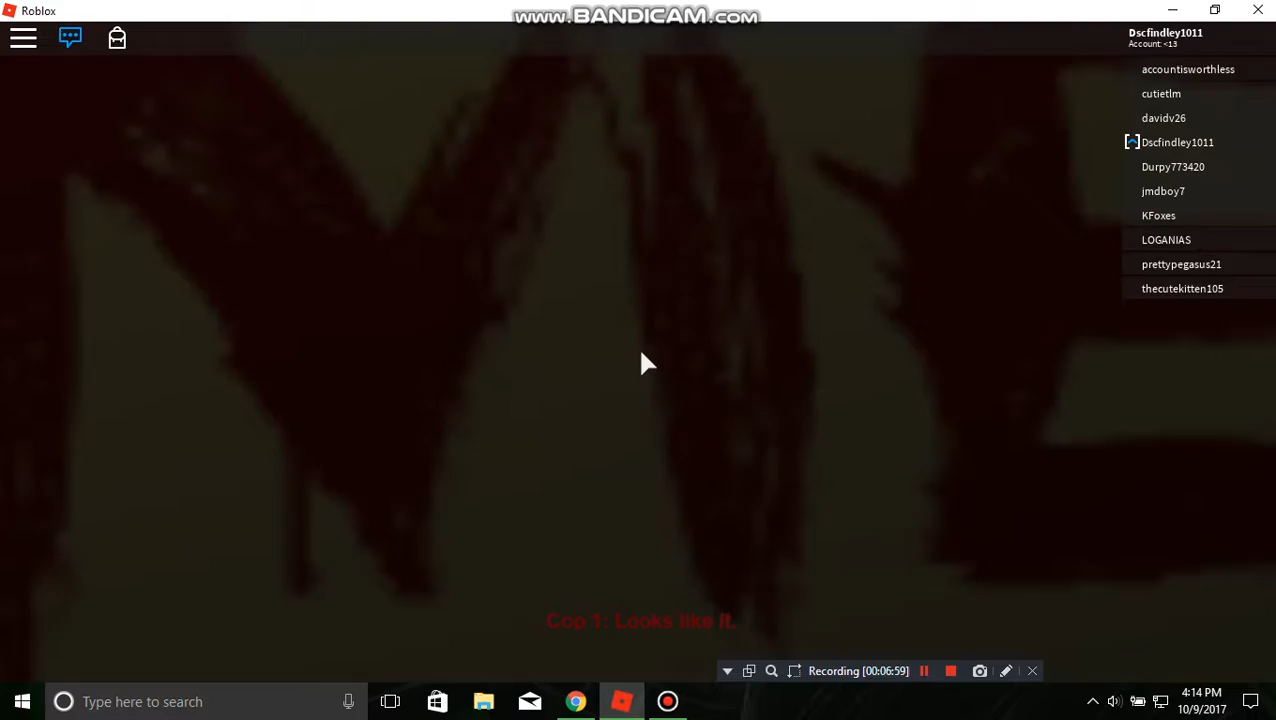 Roblox
www.BANDICAM.com
Dscfindley1011
Account: <13
accountisworthless
cutietlm
davidv26
Dscfindley1011
Durpy773420
jmdboy7
KFoxes
LOGANIAS
prettypegasus21
thecutekitten105
Cop 1: Looks like it.
Recording [00:06:59]
Type here to search
4:14 PM
10/9/2017